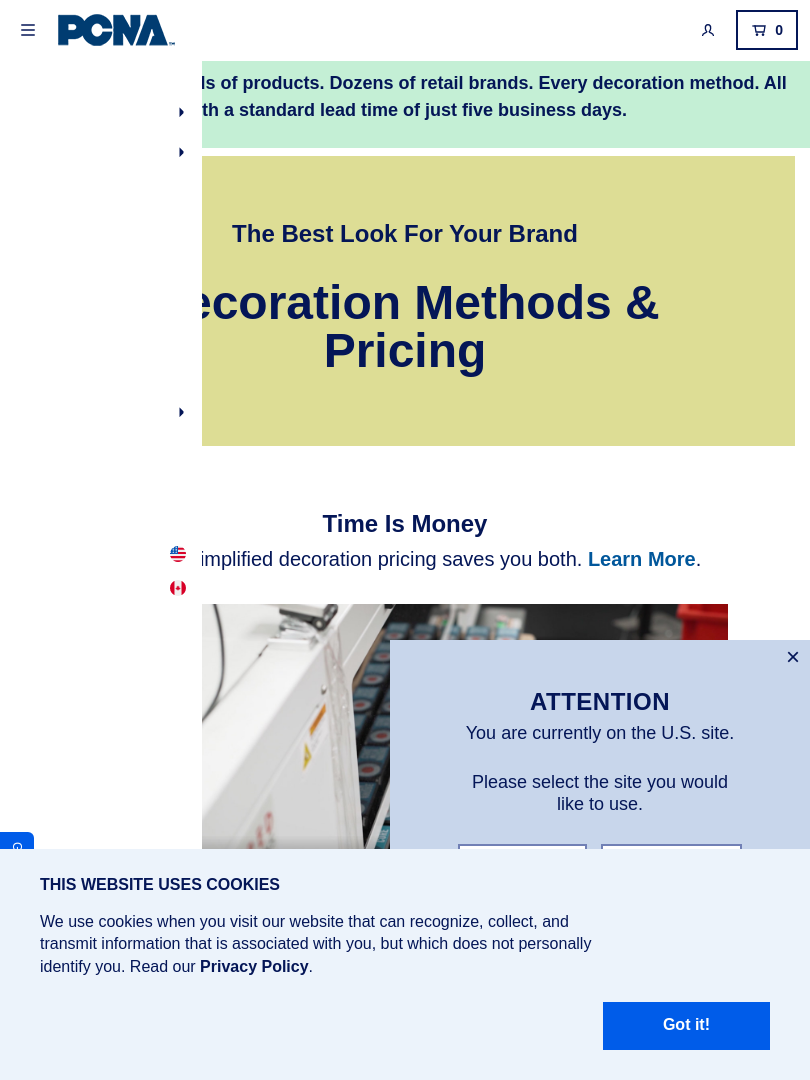 PCNA
0
of products. Dozens of retail brands. Every decoration method. All
with a standard lead time of just five business days.
The Best Look For Your Brand
Decoration Methods &
Pricing
Time Is Money
simplified decoration pricing saves you both. Learn More.
ATTENTION
You are currently on the U.S. site.
Please select the site you would
like to use.
THIS WEBSITE USES COOKIES
We use cookies when you visit our website that can recognize, collect, and
transmit information that is associated with you, but which does not personally
identify you. Read our Privacy Policy.
Got it!